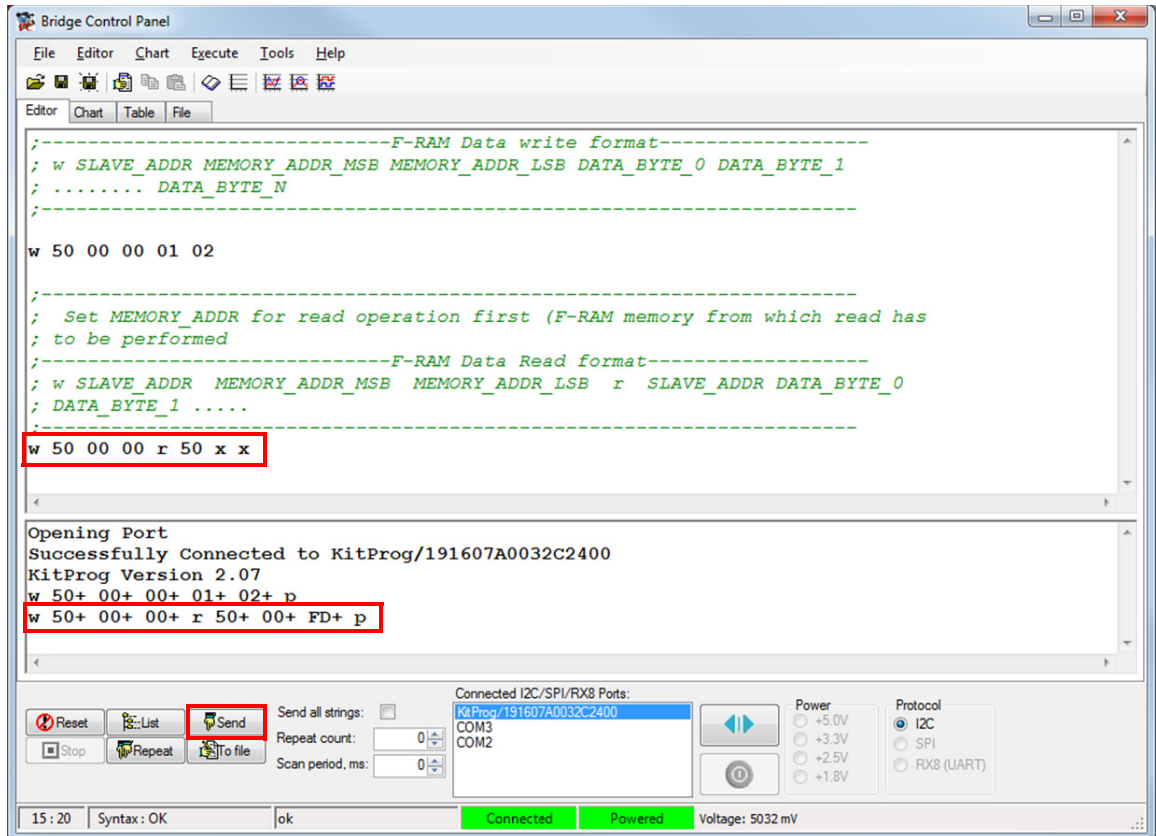 Bridge Control Panel
File Editor Chart Execute Tools Help
Editor Chart Table File
;------------------------------F-RAM Data write format------------------
; w SLAVE_ADDR MEMORY_ADDR_MSB MEMORY_ADDR_LSB DATA_BYTE_0 DATA_BYTE_1
; ........ DATA_BYTE_N
;----------------------------------------------------------------------
w 50 00 00 01 02
;----------------------------------------------------------------------
; Set MEMORY_ADDR for read operation first (F-RAM memory from which read has
; to be performed
;------------------------------F-RAM Data Read format-------------------
; w SLAVE_ADDR MEMORY_ADDR_MSB MEMORY_ADDR_LSB r SLAVE_ADDR DATA_BYTE_0
; DATA_BYTE_1 .....
;----------------------------------------------------------------------
w 50 00 00 r 50 x x
Opening Port
Successfully Connected to KitProg/191607A0032C2400
KitProg Version 2.07
w 50+ 00+ 00+ 01+ 02+ p
w 50+ 00+ 00+ r 50+ 00+ FD+ p
Reset List Send
Stop Repeat To file
Send all strings:
Repeat count: 0
Scan period, ms: 0
Connected I2C/SPI/RX8 Ports:
KitProg/191607A0032C2400
COM3
COM2
Power
+5.0V
+3.3V
+2.5V
+1.8V
Protocol
I2C
SPI
RX8 (UART)
15 : 20 Syntax : OK ok Connected Powered Voltage: 5032 mV